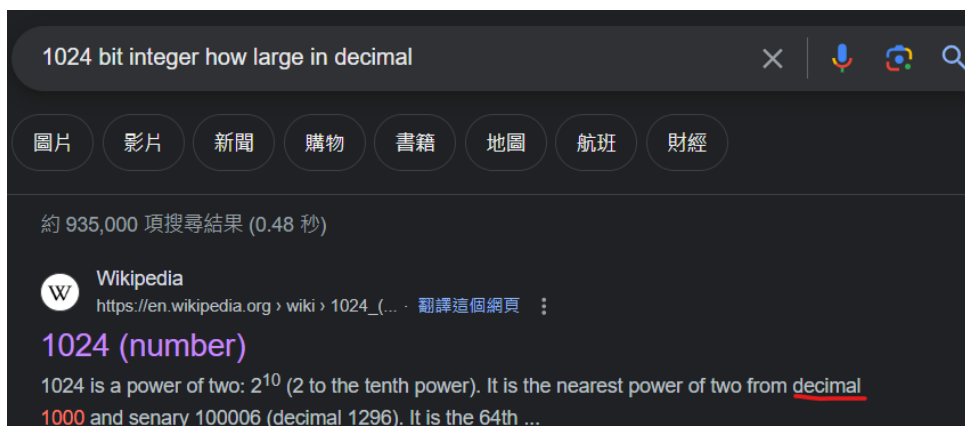 1024 bit integer how large in decimal
圖片 影片 新聞 購物 書籍 地圖 航班 財經
約 935,000 項搜尋結果 (0.48 秒)
W
Wikipedia
https://en.wikipedia.org › wiki › 1024_(... · 翻譯這個網頁
1024 (number)
1024 is a power of two: 2¹⁰ (2 to the tenth power). It is the nearest power of two from decimal
1000 and senary 100006 (decimal 1296). It is the 64th ...